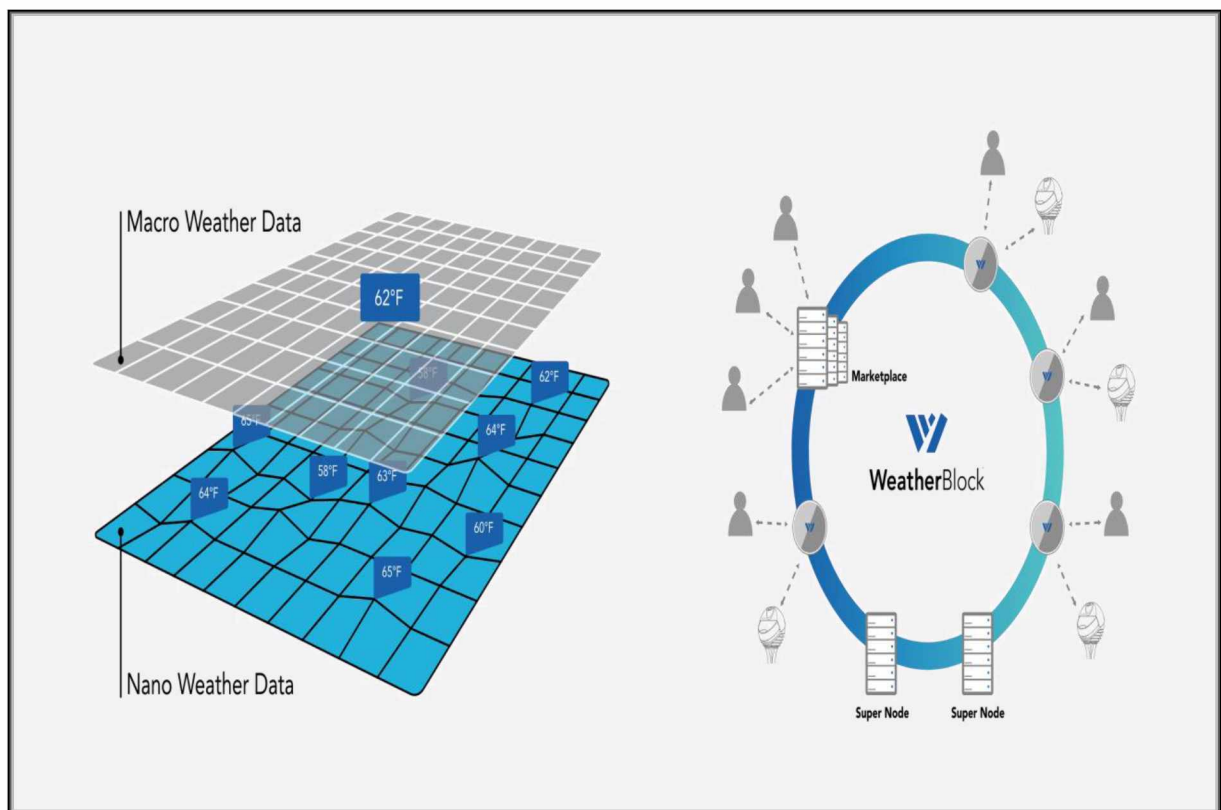 Macro Weather Data
62°F
58°F
62°F
65°F
64°F
58°F
63°F
64°F
60°F
65°F
Nano Weather Data
Marketplace
WeatherBlock
Super Node
Super Node